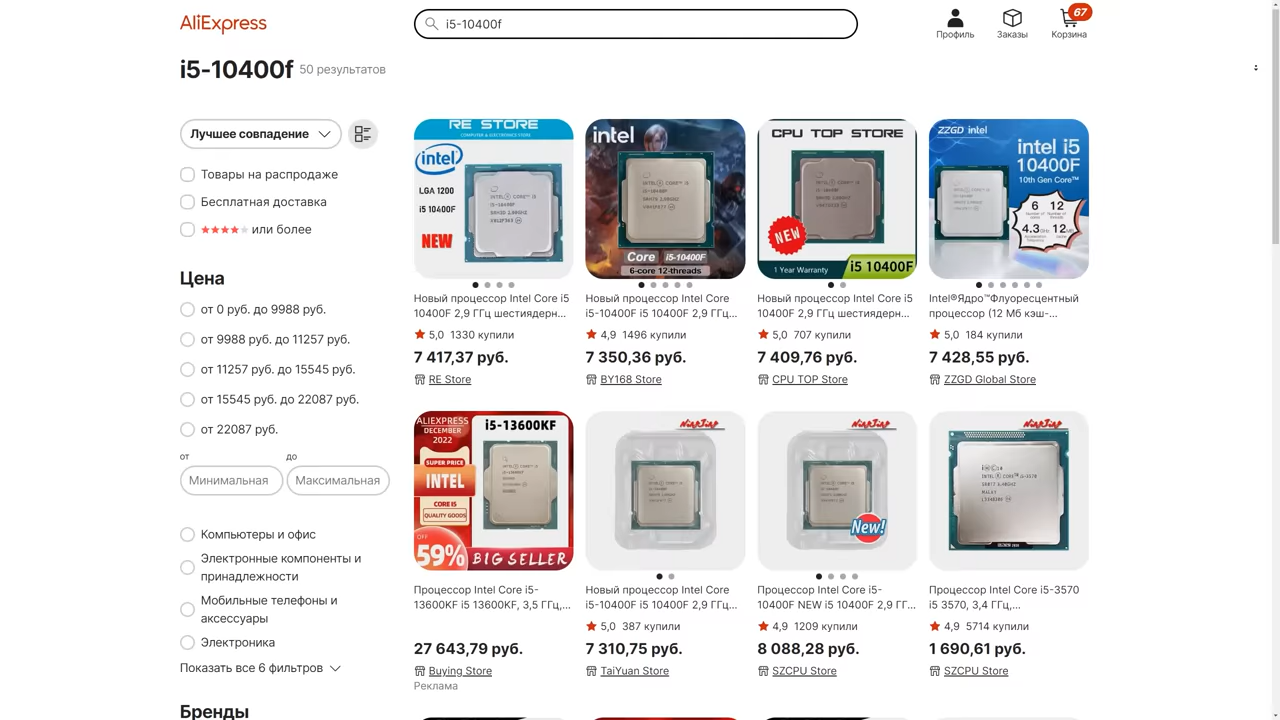 AliExpress
i5-10400f
Профиль
Заказы
67
Корзина
i5-10400f 50 результатов
Лучшее совпадение
Товары на распродаже
Бесплатная доставка
или более
Цена
от 0 руб. до 9988 руб.
от 9988 руб. до 11257 руб.
от 11257 руб. до 15545 руб.
от 15545 руб. до 22087 руб.
от 22087 руб.
от до
Минимальная Максимальная
Компьютеры и офис
Электронные компоненты и
принадлежности
Мобильные телефоны и
аксессуары
Электроника
Показать все 6 фильтров
Бренды
RE STORE
COMPUTER & ELECTRONICS STORE
intel
LGA 1200
i5 10400F
NEW
Новый процессор Intel Core i5
10400F 2,9 ГГц шестиядерн...
5,0 1330 купили
7 417,37 руб.
RE Store
intel
Core i5-10400F
6-core 12-threads
Новый процессор Intel Core
i5-10400F i5 10400F 2,9 ГГц...
4,9 1496 купили
7 350,36 руб.
BY168 Store
CPU TOP STORE
NEW
1 Year Warranty
i5 10400F
Новый процессор Intel Core i5
10400F 2,9 ГГц шестиядерн...
5,0 707 купили
7 409,76 руб.
CPU TOP Store
ZZGD intel
intel i5
10400F
10th Gen Core™
6 12
4.3GHz 12MB
Intel®Ядро™Флуоресцентный
процессор (12 Мб кэш-...
5,0 184 купили
7 428,55 руб.
ZZGD Global Store
ALIEXPRESS
DECEMBER
2022
i5-13600KF
SUPER PRICE
INTEL
CORE I5
QUALITY GOODS
OFF
59% BIG SELLER
Процессор Intel Core i5-
13600KF i5 13600KF, 3,5 ГГц,...
27 643,79 руб.
Buying Store
Реклама
NinjJinp
Новый процессор Intel Core
i5-10400F i5 10400F 2,9 ГГц...
5,0 387 купили
7 310,75 руб.
TaiYuan Store
New!
Процессор Intel Core i5-
10400F NEW i5 10400F 2,9 ГГ...
4,9 1209 купили
8 088,28 руб.
SZCPU Store
Процессор Intel Core i5-3570
i5 3570, 3,4 ГГц,...
4,9 5714 купили
1 690,61 руб.
SZCPU Store